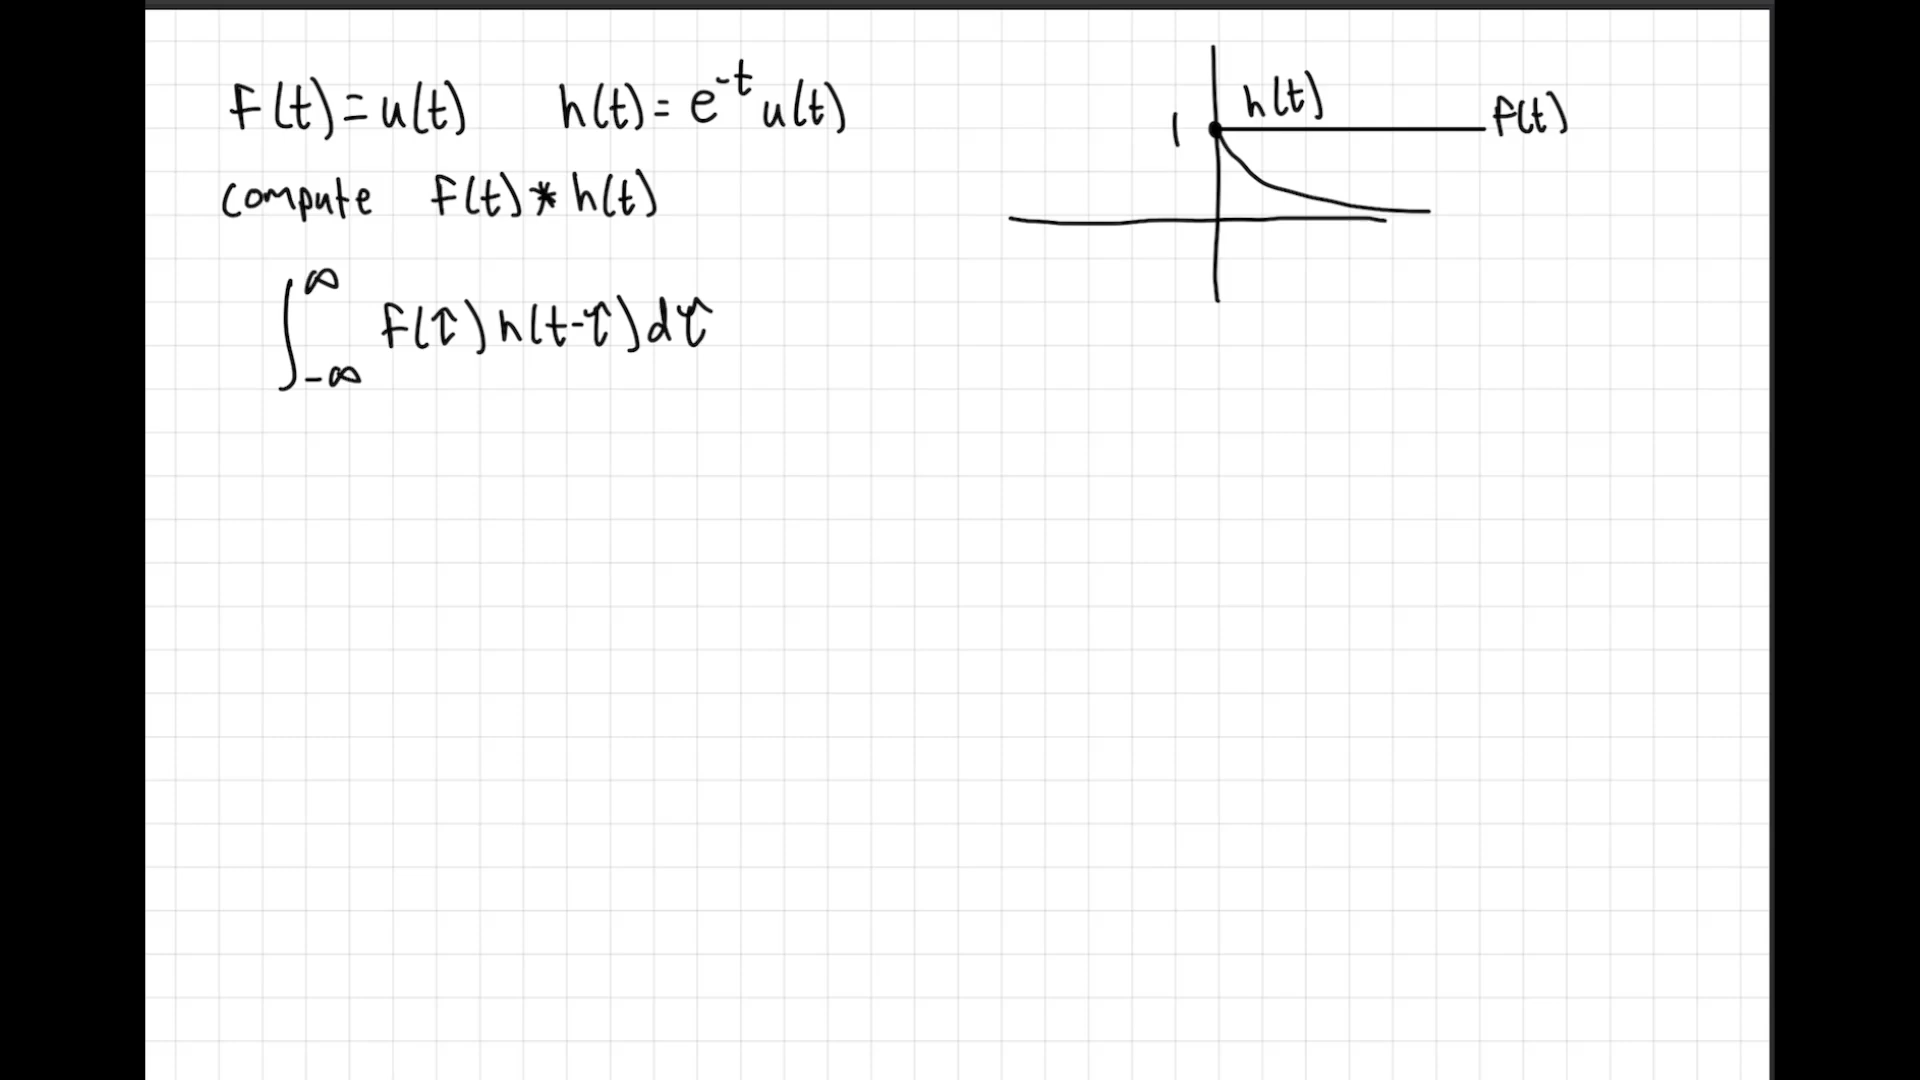 f(t) = u(t) h(t) = e^-t u(t)
compute f(t) * h(t)
∫_-∞^∞ f(τ) h(t-τ) dτ
h(t)
1 f(t)